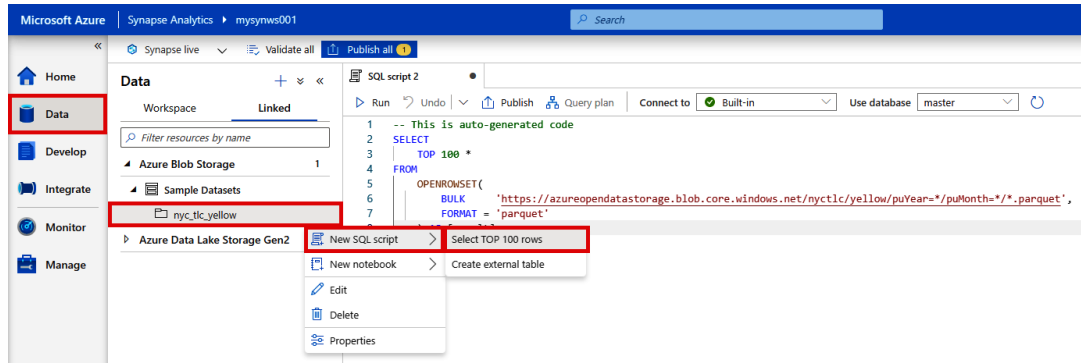 Microsoft Azure | Synapse Analytics ▸ mysynws001 Search
« Synapse live Validate all Publish all 1
Home
Data
Develop
Integrate
Monitor
Manage
Data + «
Workspace Linked
Filter resources by name
Azure Blob Storage 1
Sample Datasets
nyc_tlc_yellow
Azure Data Lake Storage Gen2
SQL script 2
Run Undo Publish Query plan Connect to Built-in Use database master
1 -- This is auto-generated code
2 SELECT
3 TOP 100 *
4 FROM
5 OPENROWSET(
6 BULK 'https://azureopendatastorage.blob.core.windows.net/nyctlc/yellow/puYear=*/puMonth=*/*.parquet',
7 FORMAT = 'parquet'
New SQL script
Select TOP 100 rows
New notebook
Create external table
Edit
Delete
Properties